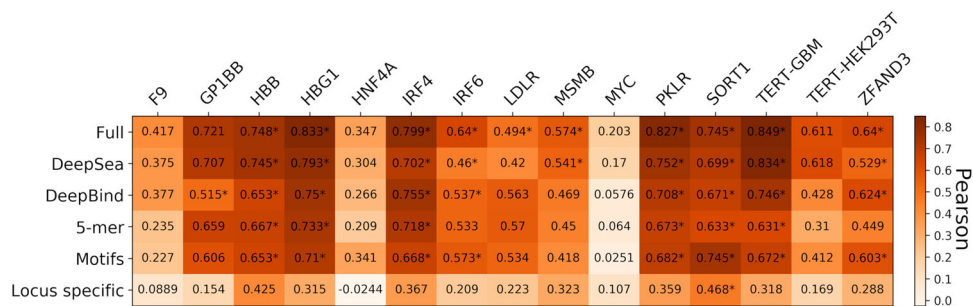 F9 GP1BB HBB HBG1 HNF4A IRF4 IRF6 LDLR MSMB MYC PKLR SORT1 TERT-GBM TERT-HEK293T ZFAND3
Full 0.417 0.721 0.748* 0.833* 0.347 0.799* 0.64* 0.494* 0.574* 0.203 0.827* 0.745* 0.849* 0.611 0.64*
DeepSea 0.375 0.707 0.745* 0.793* 0.304 0.702* 0.46* 0.42 0.541* 0.17 0.752* 0.699* 0.834* 0.618 0.529*
DeepBind 0.377 0.515* 0.653* 0.75* 0.266 0.755* 0.537* 0.563 0.469 0.0576 0.708* 0.671* 0.746* 0.428 0.624*
5-mer 0.235 0.659 0.667* 0.733* 0.209 0.718* 0.533 0.57 0.45 0.064 0.673* 0.633* 0.631* 0.31 0.449
Motifs 0.227 0.606 0.653* 0.71* 0.341 0.668* 0.573* 0.534 0.418 0.0251 0.682* 0.745* 0.672* 0.412 0.603*
Locus specific 0.0889 0.154 0.425 0.315 -0.0244 0.367 0.209 0.223 0.323 0.107 0.359 0.468* 0.318 0.169 0.288
0.8
0.7
0.6
0.5
0.4
0.3
0.2
0.1
0.0
Pearson